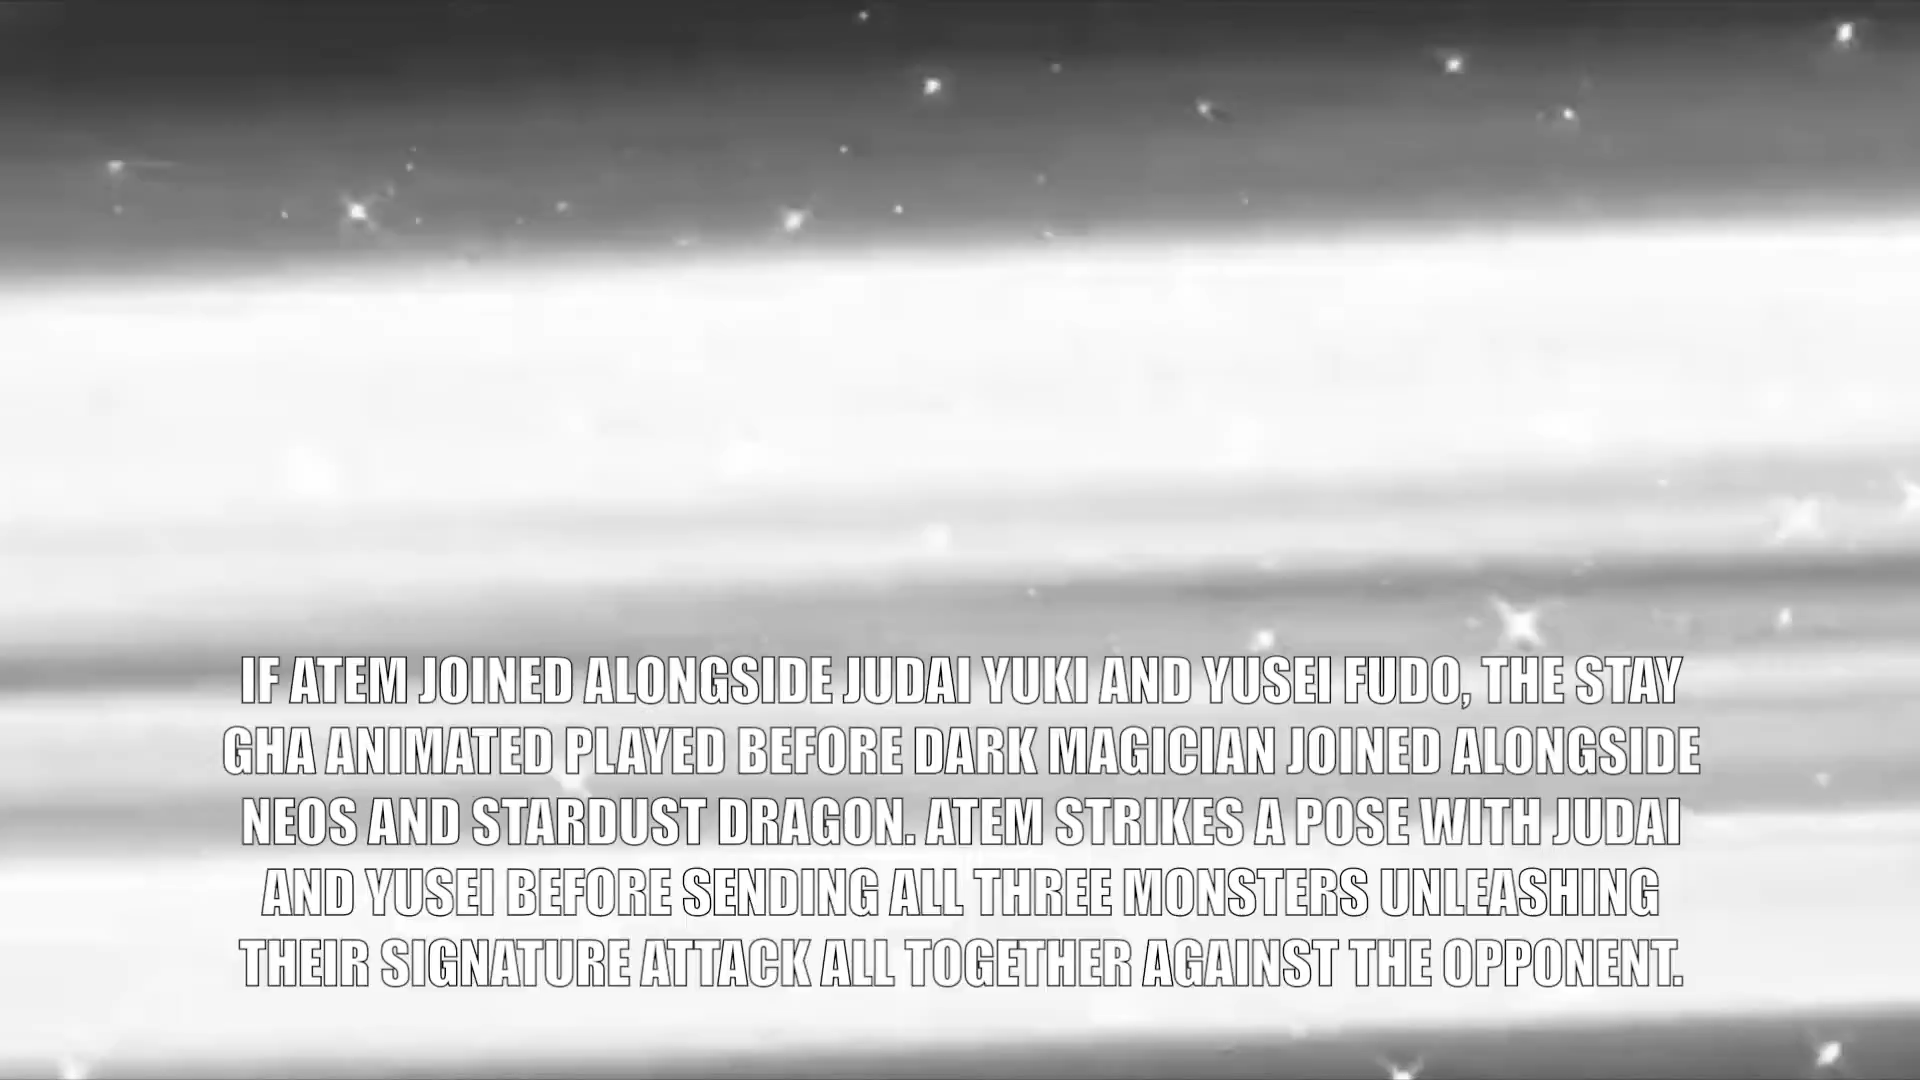 IF ATEM JOINED ALONGSIDE JUDAI YUKI AND YUSEI FUDO, THE STAY
GHA ANIMATED PLAYED BEFORE DARK MAGICIAN JOINED ALONGSIDE
NEOS AND STARDUST DRAGON. ATEM STRIKES A POSE WITH JUDAI
AND YUSEI BEFORE SENDING ALL THREE MONSTERS UNLEASHING
THEIR SIGNATURE ATTACK ALL TOGETHER AGAINST THE OPPONENT.